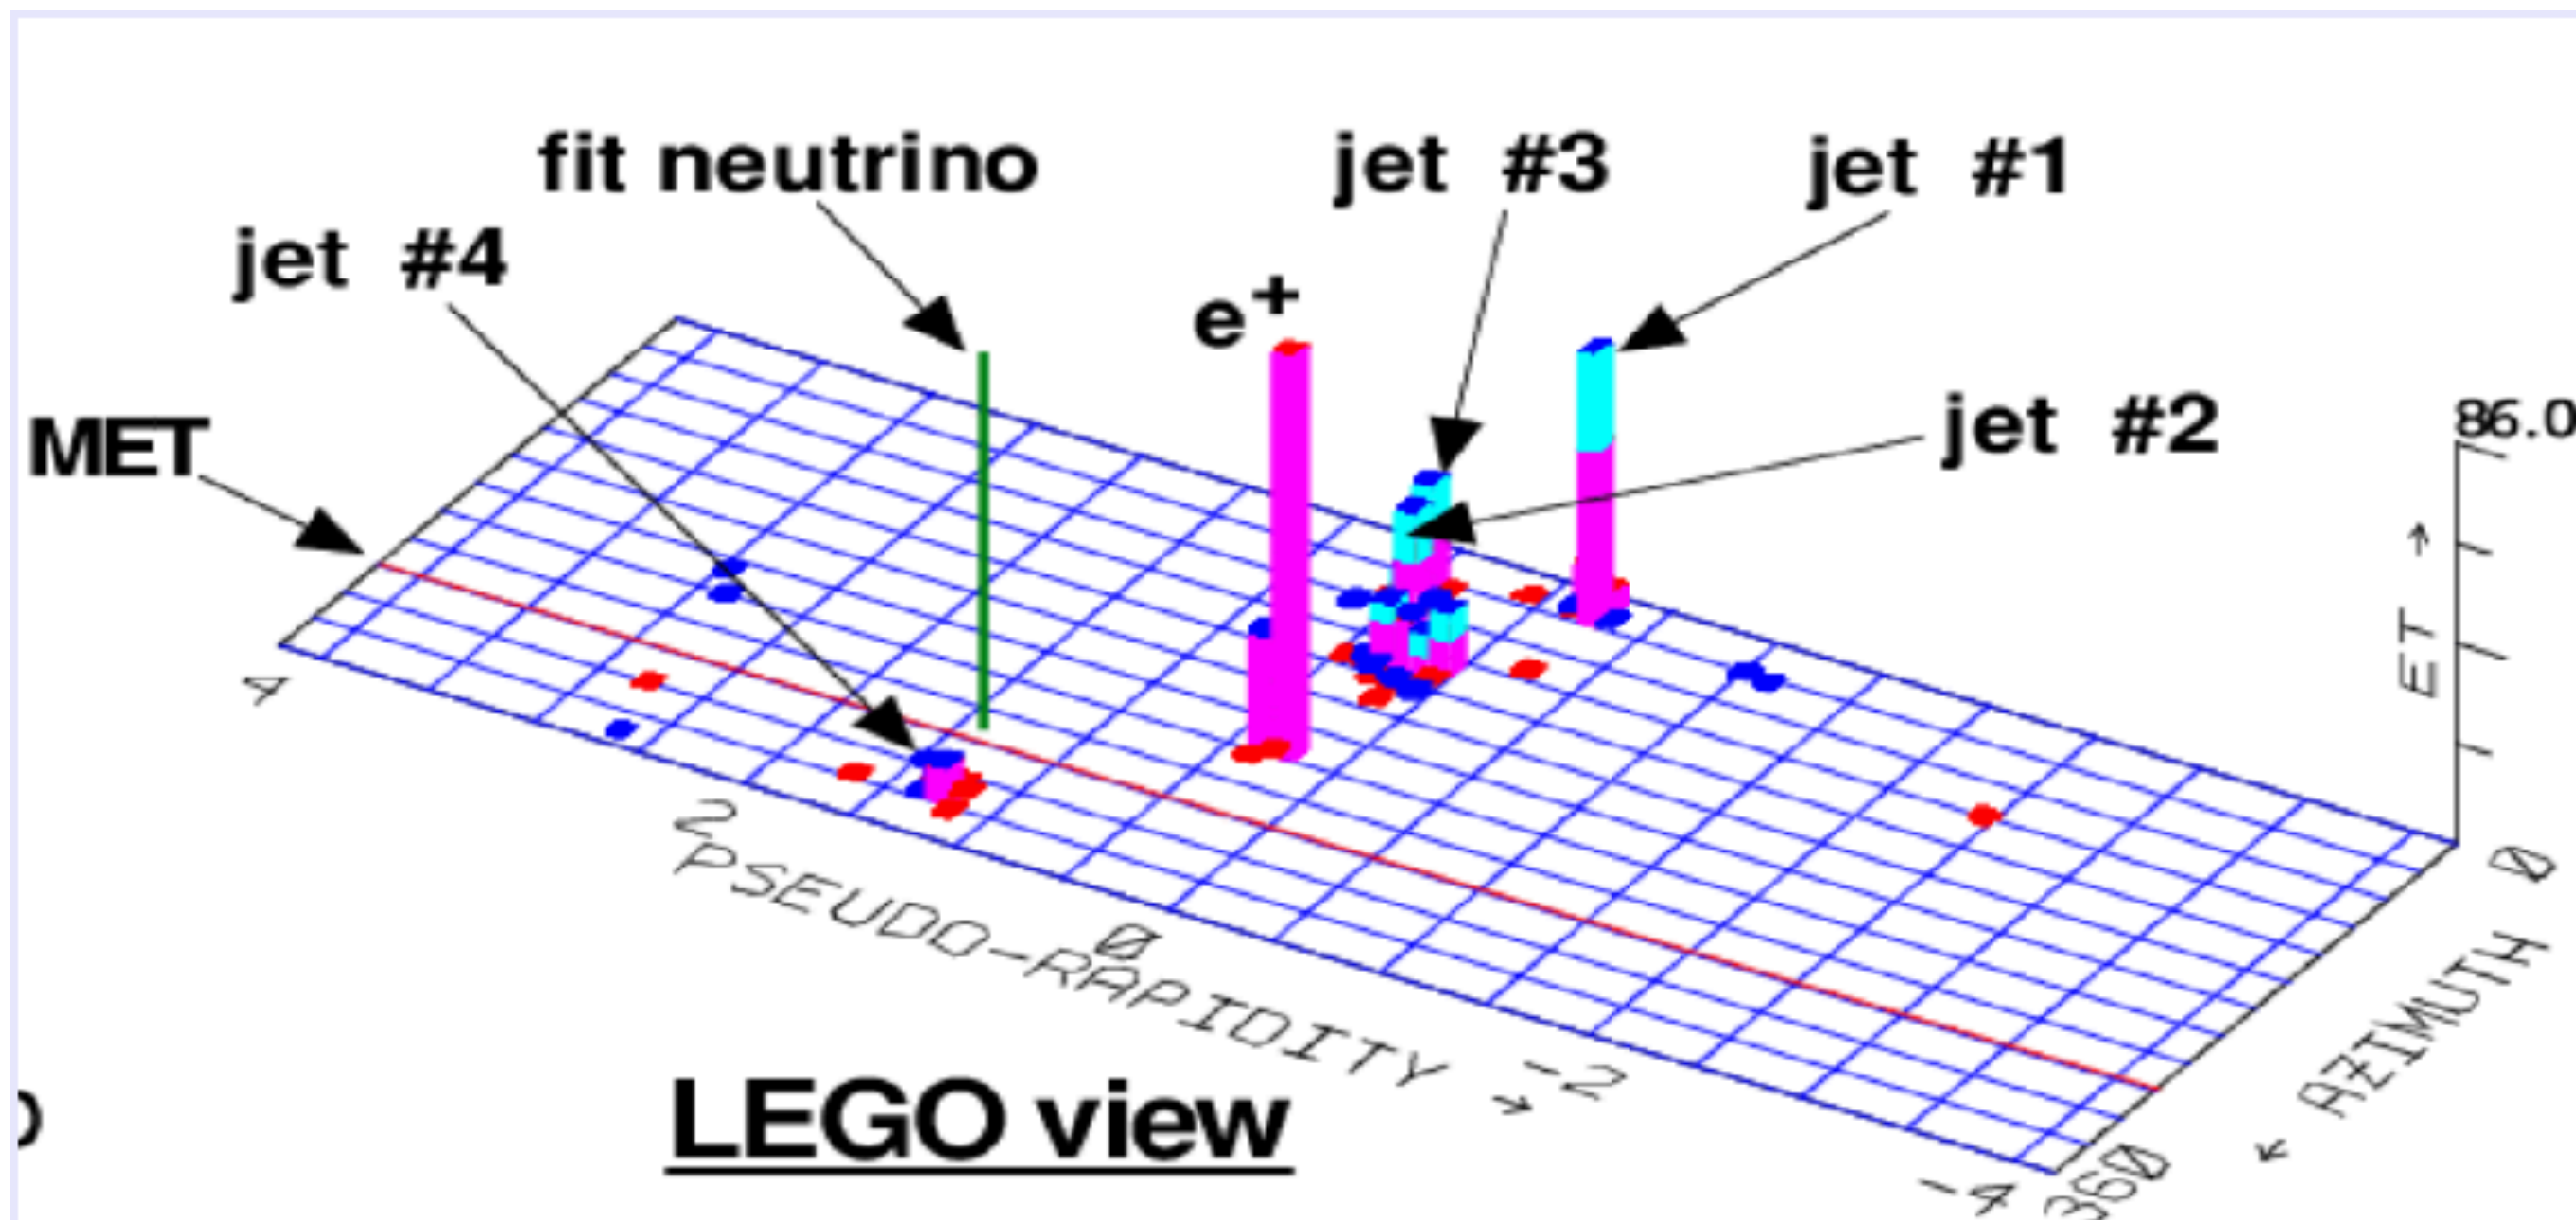 fit neutrino
jet #3
jet #1
jet #4
e+
MET
jet #2
86.0
ET →
4
2
0
-2
-4
PSEUDO-RAPIDITY →
0
360
← AZIMUTH
LEGO view